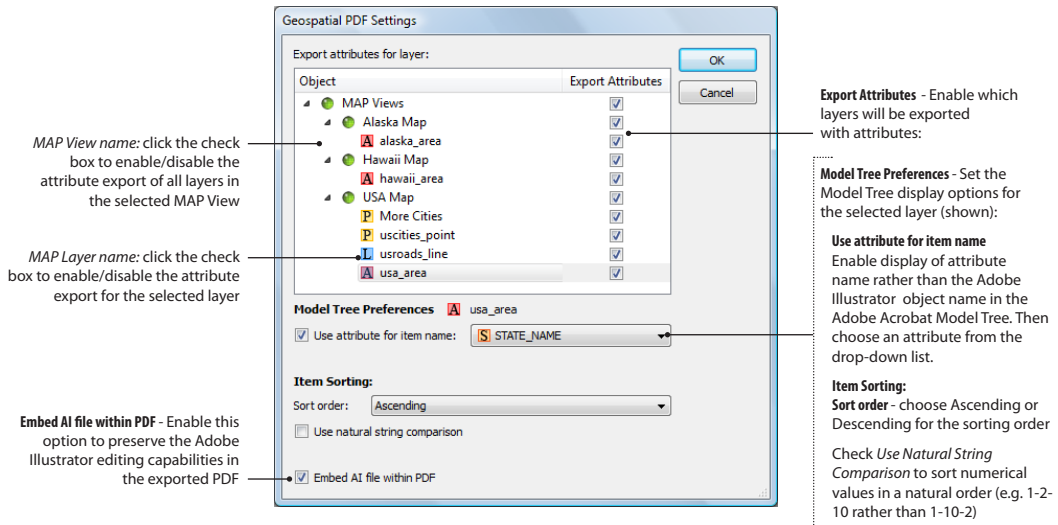 Geospatial PDF Settings
Export attributes for layer:
OK
Cancel
Object
Export Attributes
MAP Views
Alaska Map
A alaska_area
Hawaii Map
A hawaii_area
USA Map
P More Cities
P uscities_point
L usroads_line
A usa_area
Model Tree Preferences A usa_area
Use attribute for item name:
S STATE_NAME
Item Sorting:
Sort order:
Ascending
Use natural string comparison
Embed AI file within PDF
MAP View name: click the check
box to enable/disable the
attribute export of all layers in
the selected MAP View
MAP Layer name: click the check
box to enable/disable the attribute
export for the selected layer
Embed AI file within PDF - Enable this
option to preserve the Adobe
Illustrator editing capabilities in
the exported PDF
Export Attributes - Enable which
layers will be exported
with attributes:
Model Tree Preferences - Set the
Model Tree display options for
the selected layer (shown):
Use attribute for item name
Enable display of attribute
name rather than the Adobe
Illustrator object name in the
Adobe Acrobat Model Tree. Then
choose an attribute from the
drop-down list.
Item Sorting:
Sort order - choose Ascending or
Descending for the sorting order
Check Use Natural String
Comparison to sort numerical
values in a natural order (e.g. 1-2-
10 rather than 1-10-2)